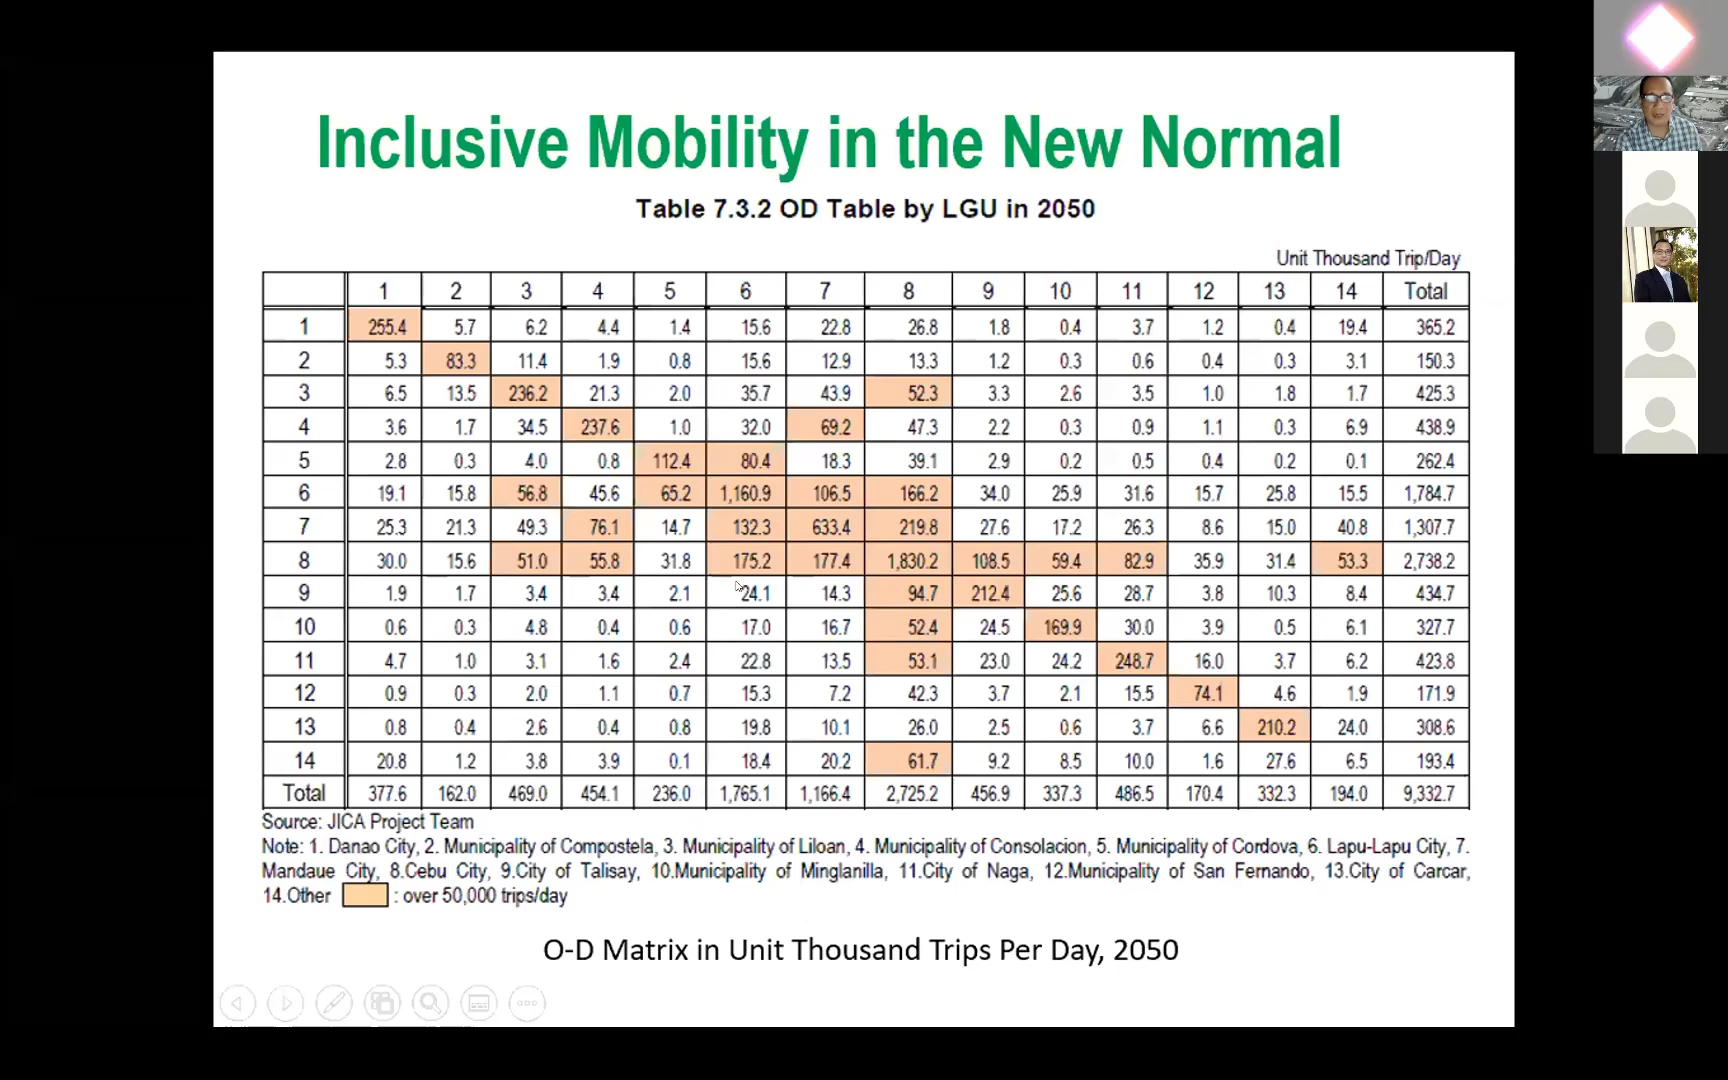 Inclusive Mobility in the New Normal
Table 7.3.2 OD Table by LGU in 2050
Unit Thousand Trip/Day
1 2 3 4 5 6 7 8 9 10 11 12 13 14 Total
1 255.4 5.7 6.2 4.4 1.4 15.6 22.8 26.8 1.8 0.4 3.7 1.2 0.4 19.4 365.2
2 5.3 83.3 11.4 1.9 0.8 15.6 12.9 13.3 1.2 0.3 0.6 0.4 0.3 3.1 150.3
3 6.5 13.5 236.2 21.3 2.0 35.7 43.9 52.3 3.3 2.6 3.5 1.0 1.8 1.7 425.3
4 3.6 1.7 34.5 237.6 1.0 32.0 69.2 47.3 2.2 0.3 0.9 1.1 0.3 6.9 438.9
5 2.8 0.3 4.0 0.8 112.4 80.4 18.3 39.1 2.9 0.2 0.5 0.4 0.2 0.1 262.4
6 19.1 15.8 56.8 45.6 65.2 1,160.9 106.5 166.2 34.0 25.9 31.6 15.7 25.8 15.5 1,784.7
7 25.3 21.3 49.3 76.1 14.7 132.3 633.4 219.8 27.6 17.2 26.3 8.6 15.0 40.8 1,307.7
8 30.0 15.6 51.0 55.8 31.8 175.2 177.4 1,830.2 108.5 59.4 82.9 35.9 31.4 53.3 2,738.2
9 1.9 1.7 3.4 3.4 2.1 24.1 14.3 94.7 212.4 25.6 28.7 3.8 10.3 8.4 434.7
10 0.6 0.3 4.8 0.4 0.6 17.0 16.7 52.4 24.5 169.9 30.0 3.9 0.5 6.1 327.7
11 4.7 1.0 3.1 1.6 2.4 22.8 13.5 53.1 23.0 24.2 248.7 16.0 3.7 6.2 423.8
12 0.9 0.3 2.0 1.1 0.7 15.3 7.2 42.3 3.7 2.1 15.5 74.1 4.6 1.9 171.9
13 0.8 0.4 2.6 0.4 0.8 19.8 10.1 26.0 2.5 0.6 3.7 6.6 210.2 24.0 308.6
14 20.8 1.2 3.8 3.9 0.1 18.4 20.2 61.7 9.2 8.5 10.0 1.6 27.6 6.5 193.4
Total 377.6 162.0 469.0 454.1 236.0 1,765.1 1,166.4 2,725.2 456.9 337.3 486.5 170.4 332.3 194.0 9,332.7
Source: JICA Project Team
Note: 1. Danao City, 2. Municipality of Compostela, 3. Municipality of Liloan, 4. Municipality of Consolacion, 5. Municipality of Cordova, 6. Lapu-Lapu City, 7.
Mandaue City, 8.Cebu City, 9.City of Talisay, 10.Municipality of Minglanilla, 11.City of Naga, 12.Municipality of San Fernando, 13.City of Carcar,
14.Other : over 50,000 trips/day
O-D Matrix in Unit Thousand Trips Per Day, 2050